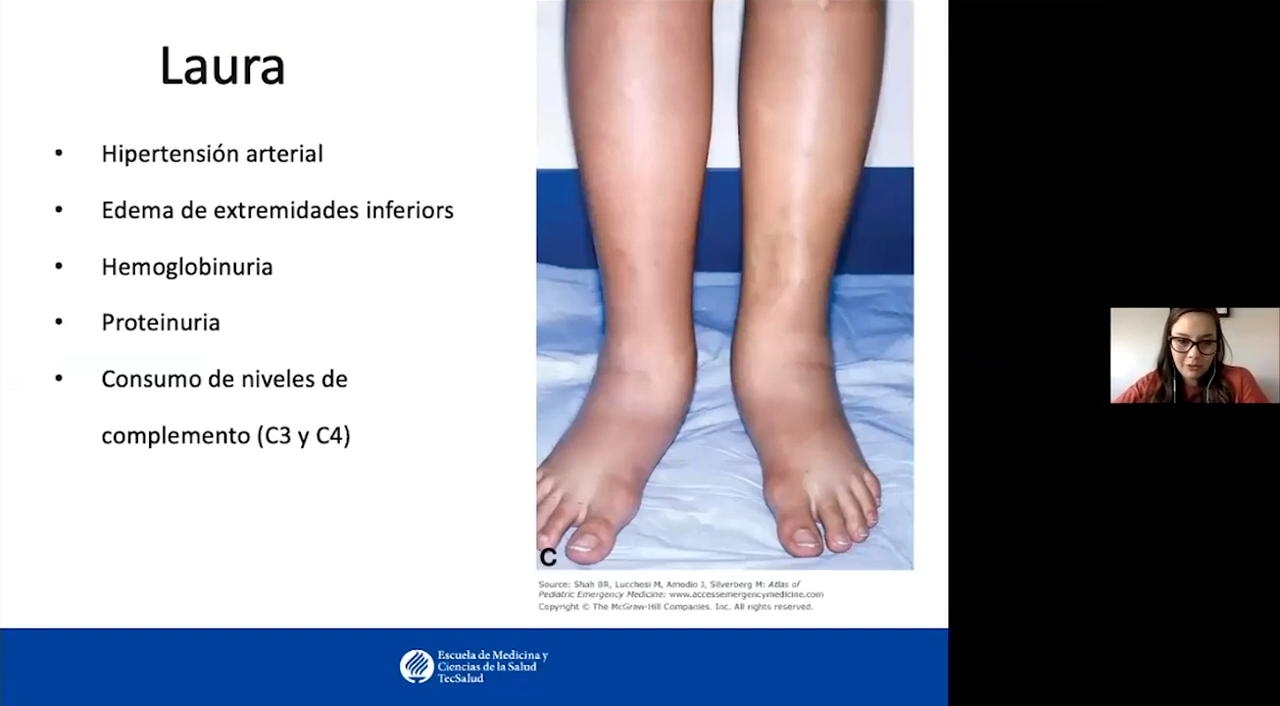 Laura
• Hipertensión arterial
• Edema de extremidades inferiors
• Hemoglobinuria
• Proteinuria
• Consumo de niveles de
complemento (C3 y C4)
C
Source: Shah BR, Lucchesi M, Amodio J, Silverberg M: Atlas of
Pediatric Emergency Medicine: www.accessemergencymedicine.com
Copyright © The McGraw-Hill Companies. Inc. All rights reserved.
Escuela de Medicina y
Ciencias de la Salud
TecSalud